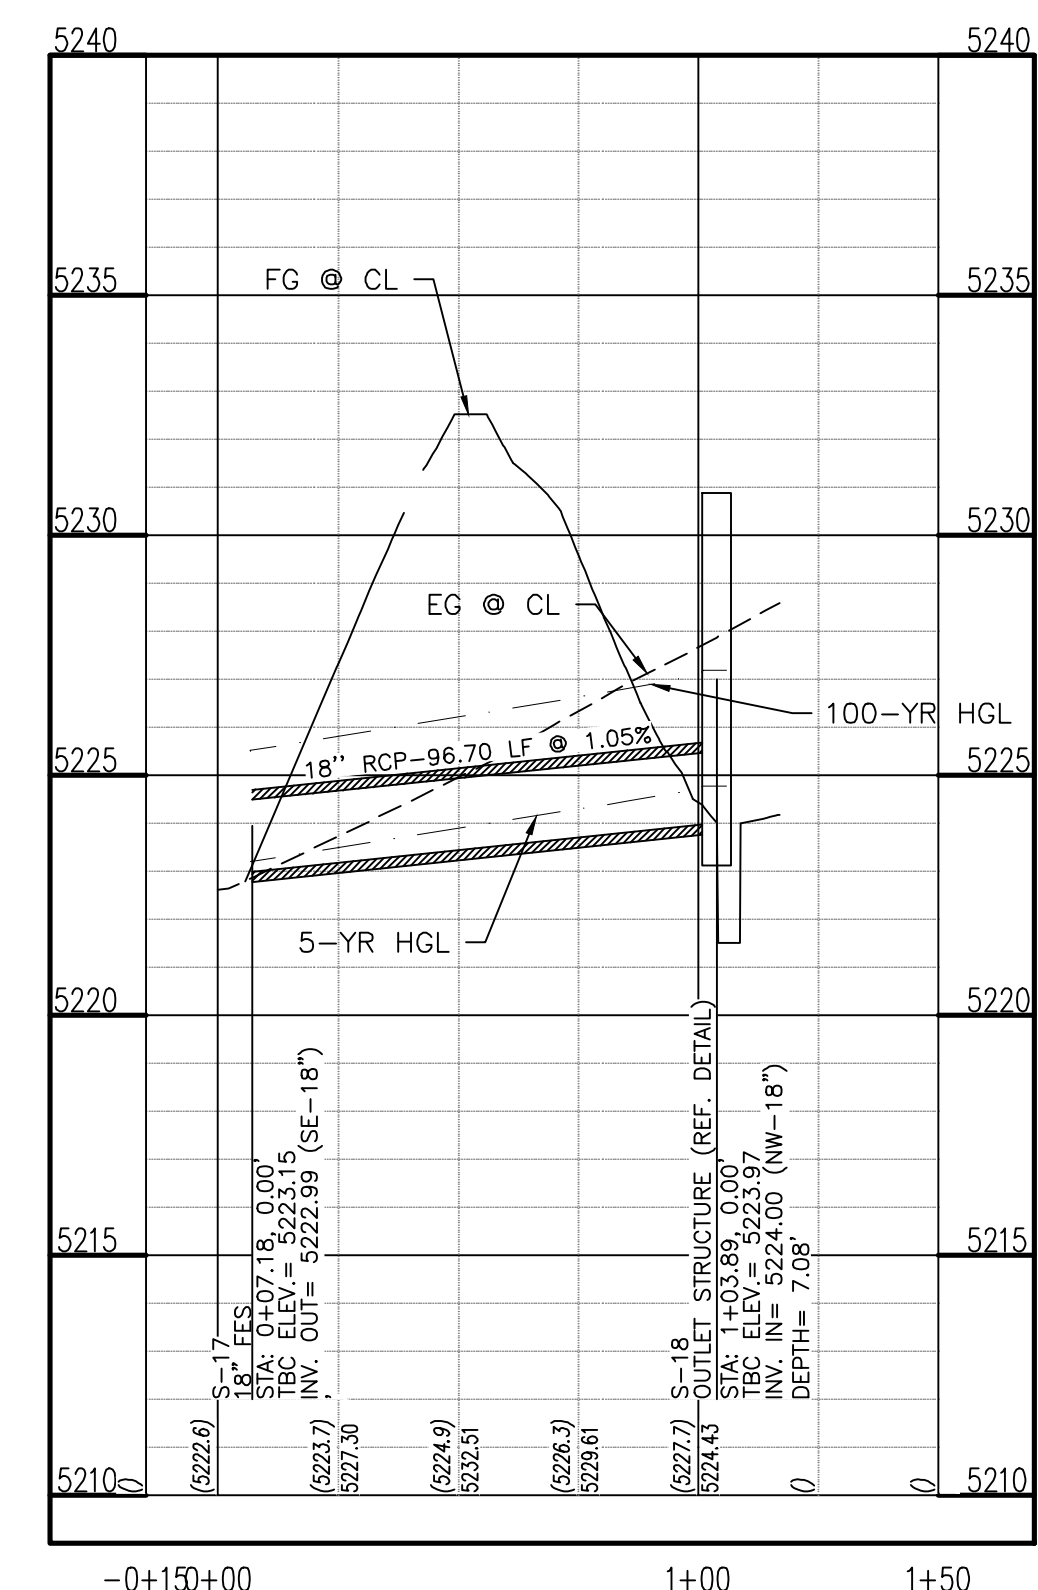 5240 5240
FG @ CL
5235 5235
5230 5230
EG @ CL
100-YR HGL
18'' RCP-96.70 LF @ 1.05%
5225 5225
5-YR HGL
5220 5220
S-17
18" FES
STA: 0+07.18, 0.00'
TBC ELEV.= 5223.15
INV. OUT= 5222.99 (SE-18")
,
S-18
OUTLET STRUCTURE (REF. DETAIL)
STA: 1+03.89, 0.00'
TBC ELEV.= 5223.97
INV. IN= 5224.00 (NW-18")
DEPTH= 7.08'
5215 5215
()
(5222.6)
(5223.7)
5227.30
(5224.9)
5232.51
(5226.3)
5229.61
(5227.7)
5224.43
()
()
5210 5210
-0+15 0+00 1+00 1+50